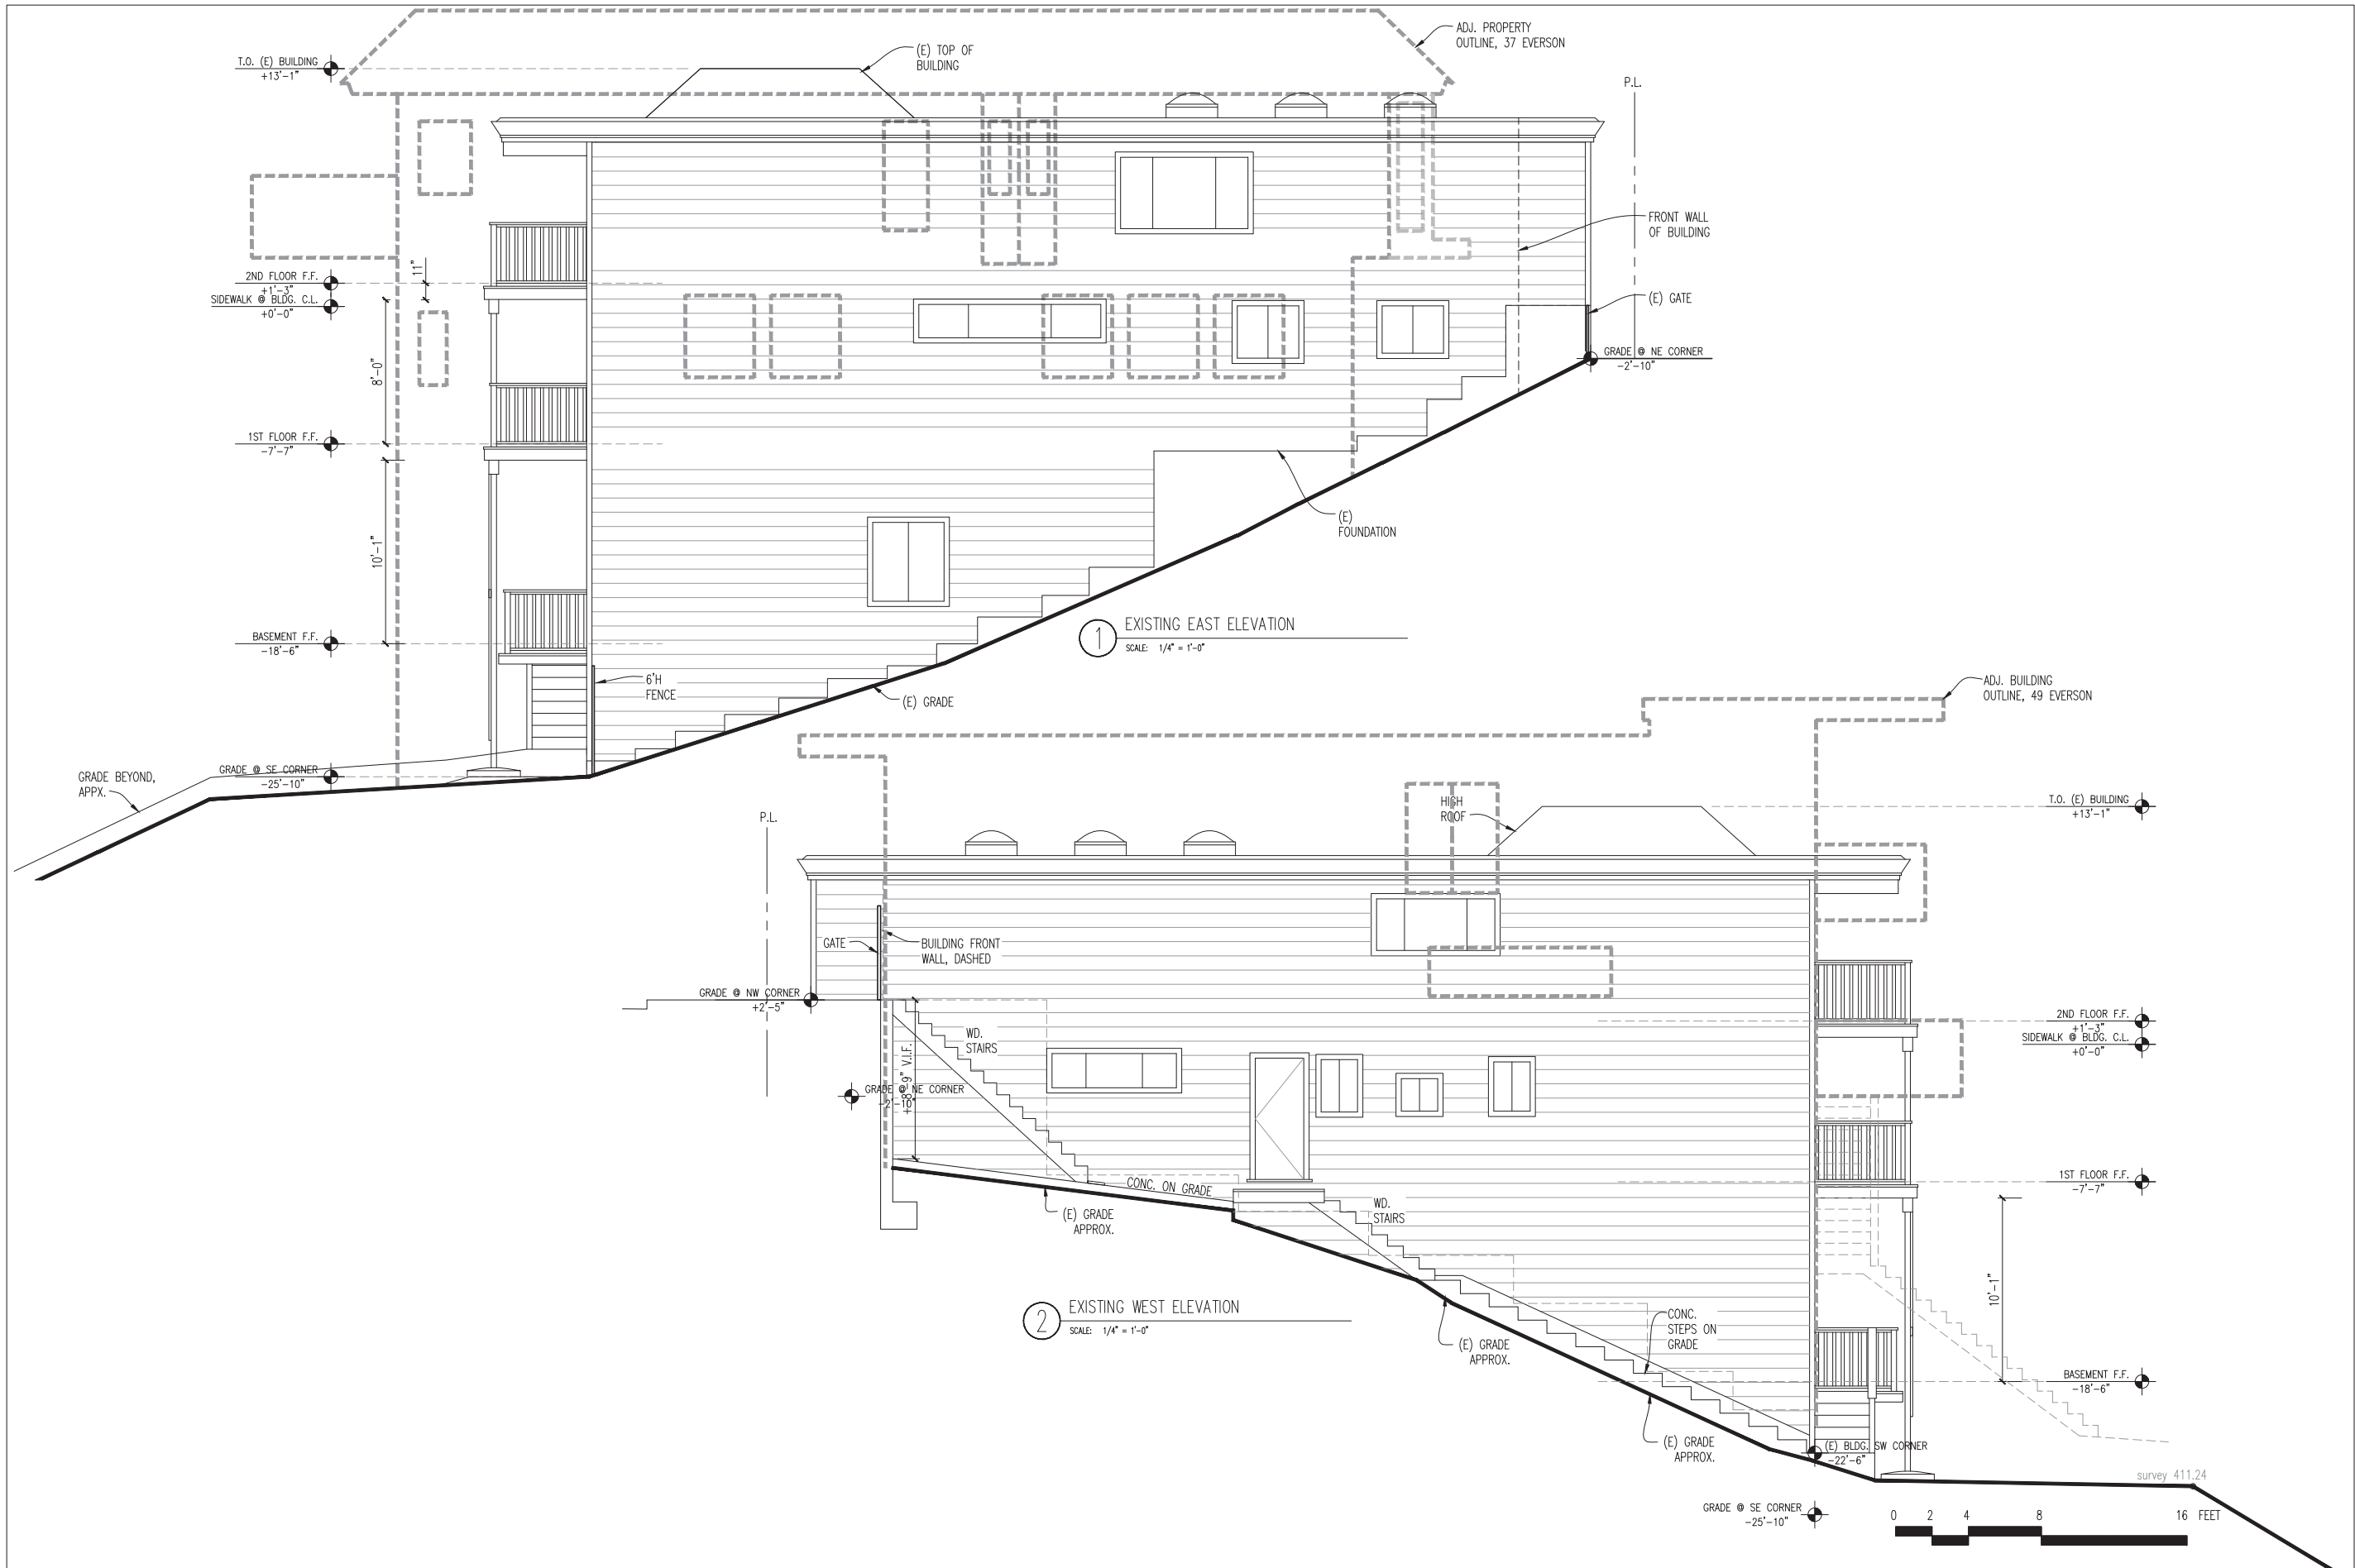 ADJ. PROPERTY
OUTLINE, 37 EVERSON
(E) TOP OF
BUILDING
T.O. (E) BUILDING
+13'-1"
P.L.
FRONT WALL
OF BUILDING
2ND FLOOR F.F.
+1'-3"
11"
SIDEWALK @ BLDG. C.L.
+0'-0"
(E) GATE
GRADE @ NE CORNER
-2'-10"
8'-0"
1ST FLOOR F.F.
-7'-7"
(E)
FOUNDATION
10'-1"
1
EXISTING EAST ELEVATION
SCALE: 1/4" = 1'-0"
BASEMENT F.F.
-18'-6"
6'H
FENCE
(E) GRADE
GRADE @ SE CORNER
-25'-10"
GRADE BEYOND,
APPX.
ADJ. BUILDING
OUTLINE, 49 EVERSON
HIGH
ROOF
T.O. (E) BUILDING
+13'-1"
P.L.
GATE
BUILDING FRONT
WALL, DASHED
GRADE @ NW CORNER
+2'-5"
WD.
STAIRS
2ND FLOOR F.F.
+1'-3"
SIDEWALK @ BLDG. C.L.
+0'-0"
GRADE @ NE CORNER
-2'-10"
8'-9" V.I.F.
1ST FLOOR F.F.
-7'-7"
CONC. ON GRADE
WD.
STAIRS
(E) GRADE
APPROX.
10'-1"
2
EXISTING WEST ELEVATION
SCALE: 1/4" = 1'-0"
CONC.
STEPS ON
GRADE
(E) GRADE
APPROX.
BASEMENT F.F.
-18'-6"
(E) GRADE
APPROX.
(E) BLDG. SW CORNER
-22'-6"
survey 411.24
GRADE @ SE CORNER
-25'-10"
0 2 4 8 16 FEET